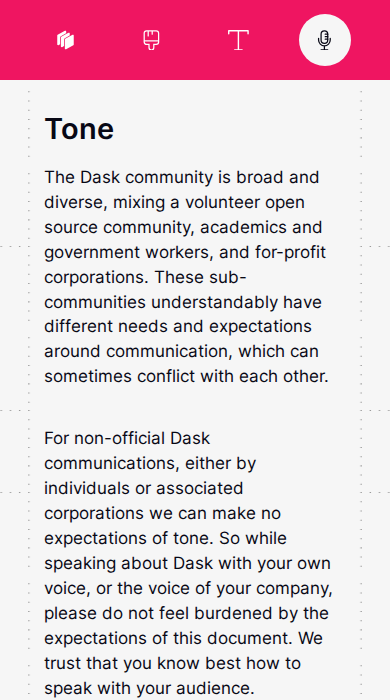 Tone
The Dask community is broad and
diverse, mixing a volunteer open
source community, academics and
government workers, and for-profit
corporations. These sub-
communities understandably have
different needs and expectations
around communication, which can
sometimes conflict with each other.
For non-official Dask
communications, either by
individuals or associated
corporations we can make no
expectations of tone. So while
speaking about Dask with your own
voice, or the voice of your company,
please do not feel burdened by the
expectations of this document. We
trust that you know best how to
speak with your audience.